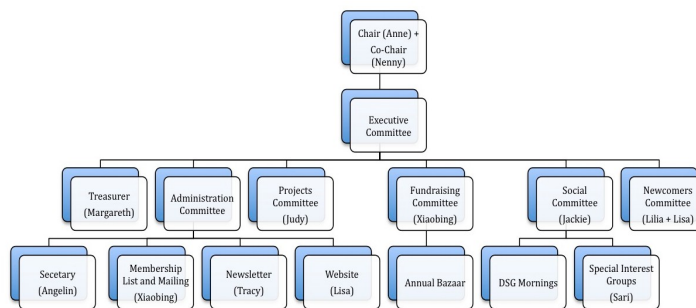 Chair (Anne) +
Co-Chair
(Nenny)
Executive
Committee
Treasurer
(Margareth)
Administration
Committee
Projects
Committee
(Judy)
Fundraising
Committee
(Xiaobing)
Social
Committee
(Jackie)
Newcomers
Committee
(Lilia + Lisa)
Secetary
(Angelin)
Membership
List and Mailing
(Xiaobing)
Newsletter
(Tracy)
Website
(Lisa)
Annual Bazaar
DSG Mornings
Special Interest
Groups
(Sari)